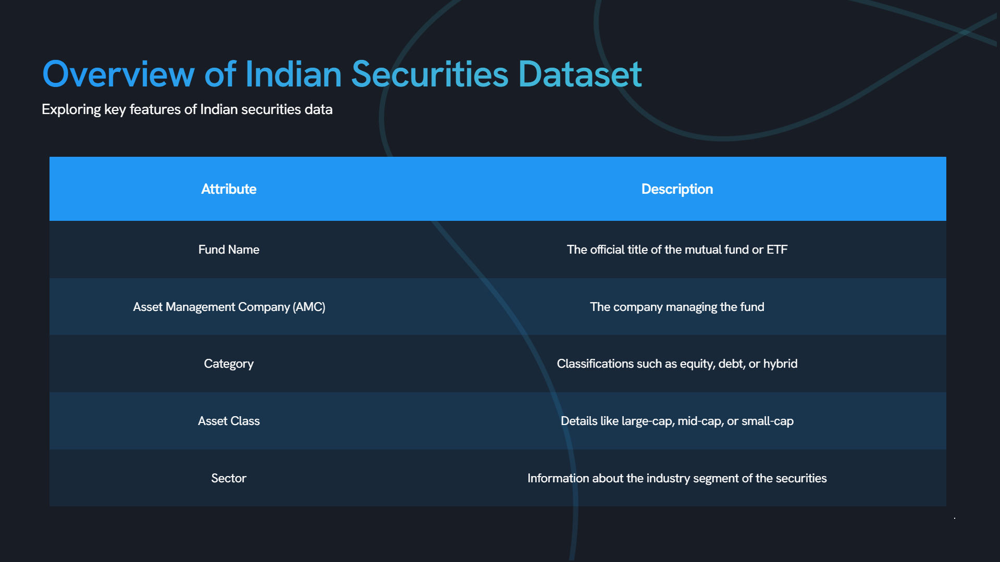 Overview of Indian Securities Dataset
Exploring key features of Indian securities data
Attribute Description
Fund Name The official title of the mutual fund or ETF
Asset Management Company (AMC) The company managing the fund
Category Classifications such as equity, debt, or hybrid
Asset Class Details like large-cap, mid-cap, or small-cap
Sector Information about the industry segment of the securities
.